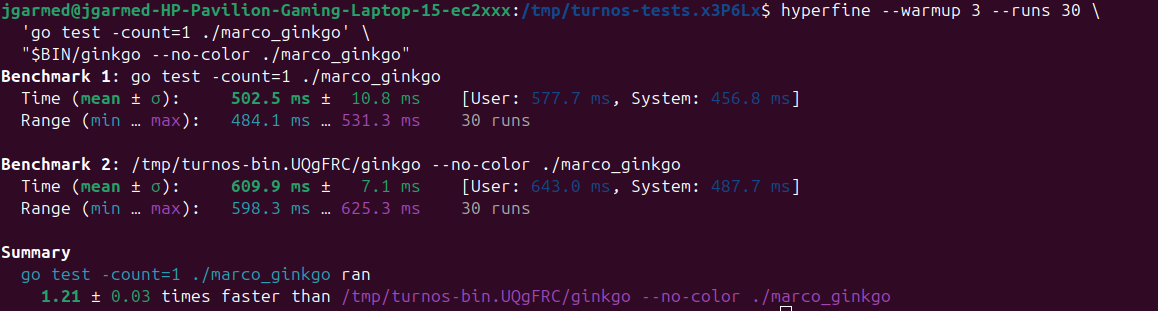 jgarmed@jgarmed-HP-Pavilion-Gaming-Laptop-15-ec2xxx:/tmp/turnos-tests.x3P6Lx$ hyperfine --warmup 3 --runs 30 \
  'go test -count=1 ./marco_ginkgo' \
  "$BIN/ginkgo --no-color ./marco_ginkgo"
Benchmark 1: go test -count=1 ./marco_ginkgo
  Time (mean ± σ):     502.5 ms ±  10.8 ms    [User: 577.7 ms, System: 456.8 ms]
  Range (min … max):   484.1 ms … 531.3 ms    30 runs

Benchmark 2: /tmp/turnos-bin.UQgFRC/ginkgo --no-color ./marco_ginkgo
  Time (mean ± σ):     609.9 ms ±   7.1 ms    [User: 643.0 ms, System: 487.7 ms]
  Range (min … max):   598.3 ms … 625.3 ms    30 runs

Summary
  go test -count=1 ./marco_ginkgo ran
    1.21 ± 0.03 times faster than /tmp/turnos-bin.UQgFRC/ginkgo --no-color ./marco_ginkgo